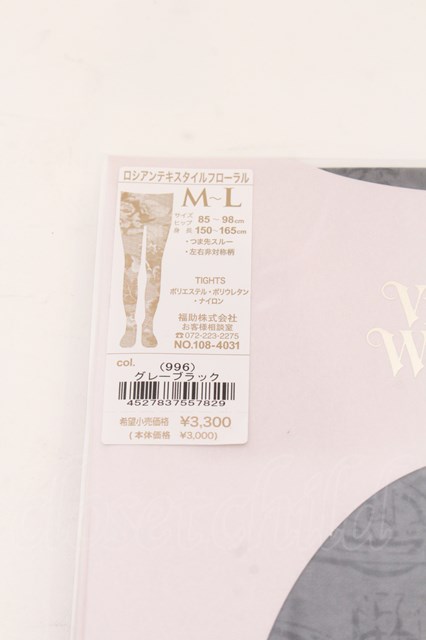 ロシアンテキスタイルフローラル
M~L
サイズ
ヒップ 85~98cm
身長 150~165cm
・つま先スルー
・左右非対称柄
TIGHTS
ポリエステル・ポリウレタン
・ナイロン
福助株式会社
お客様相談室
☎072-223-2275
NO.108-4031
col.
(996)
グレーブラック
4527837557829
希望小売価格 ¥3,300
(本体価格 ¥3,000)
V
W